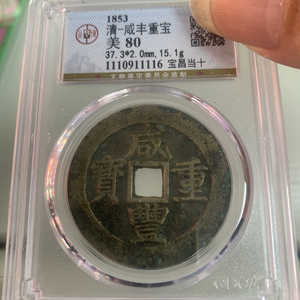 1853
清-咸丰重宝
美 80
37.3*2.0mm,15.1g
1110911116 宝昌当十
咸
寶 重
豐